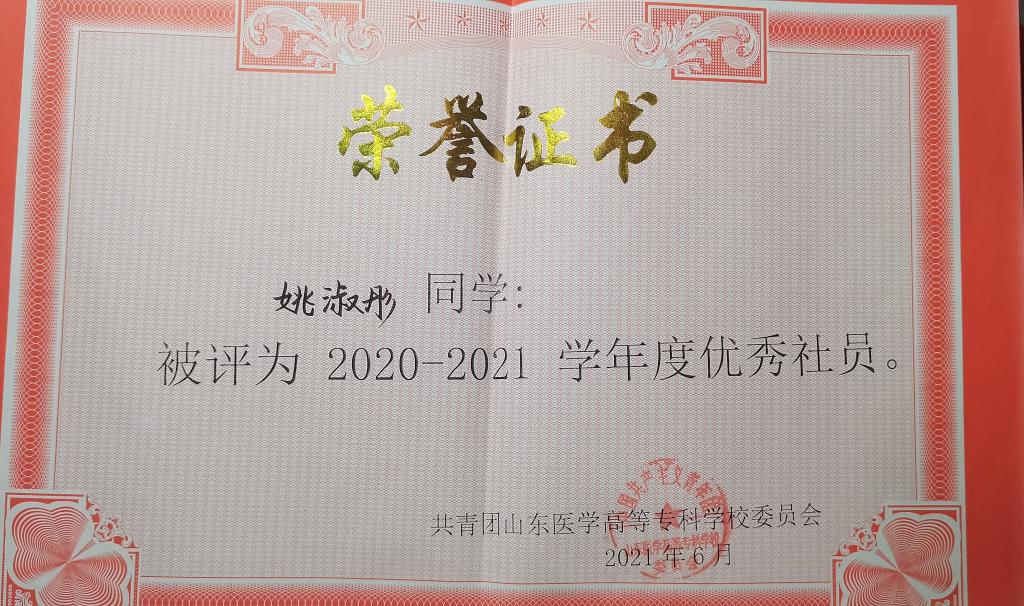 荣誉证书
姚淑彤 同学:
被评为 2020-2021 学年度优秀社员。
共青团山东医学高等专科学校委员会
2021 年 6 月